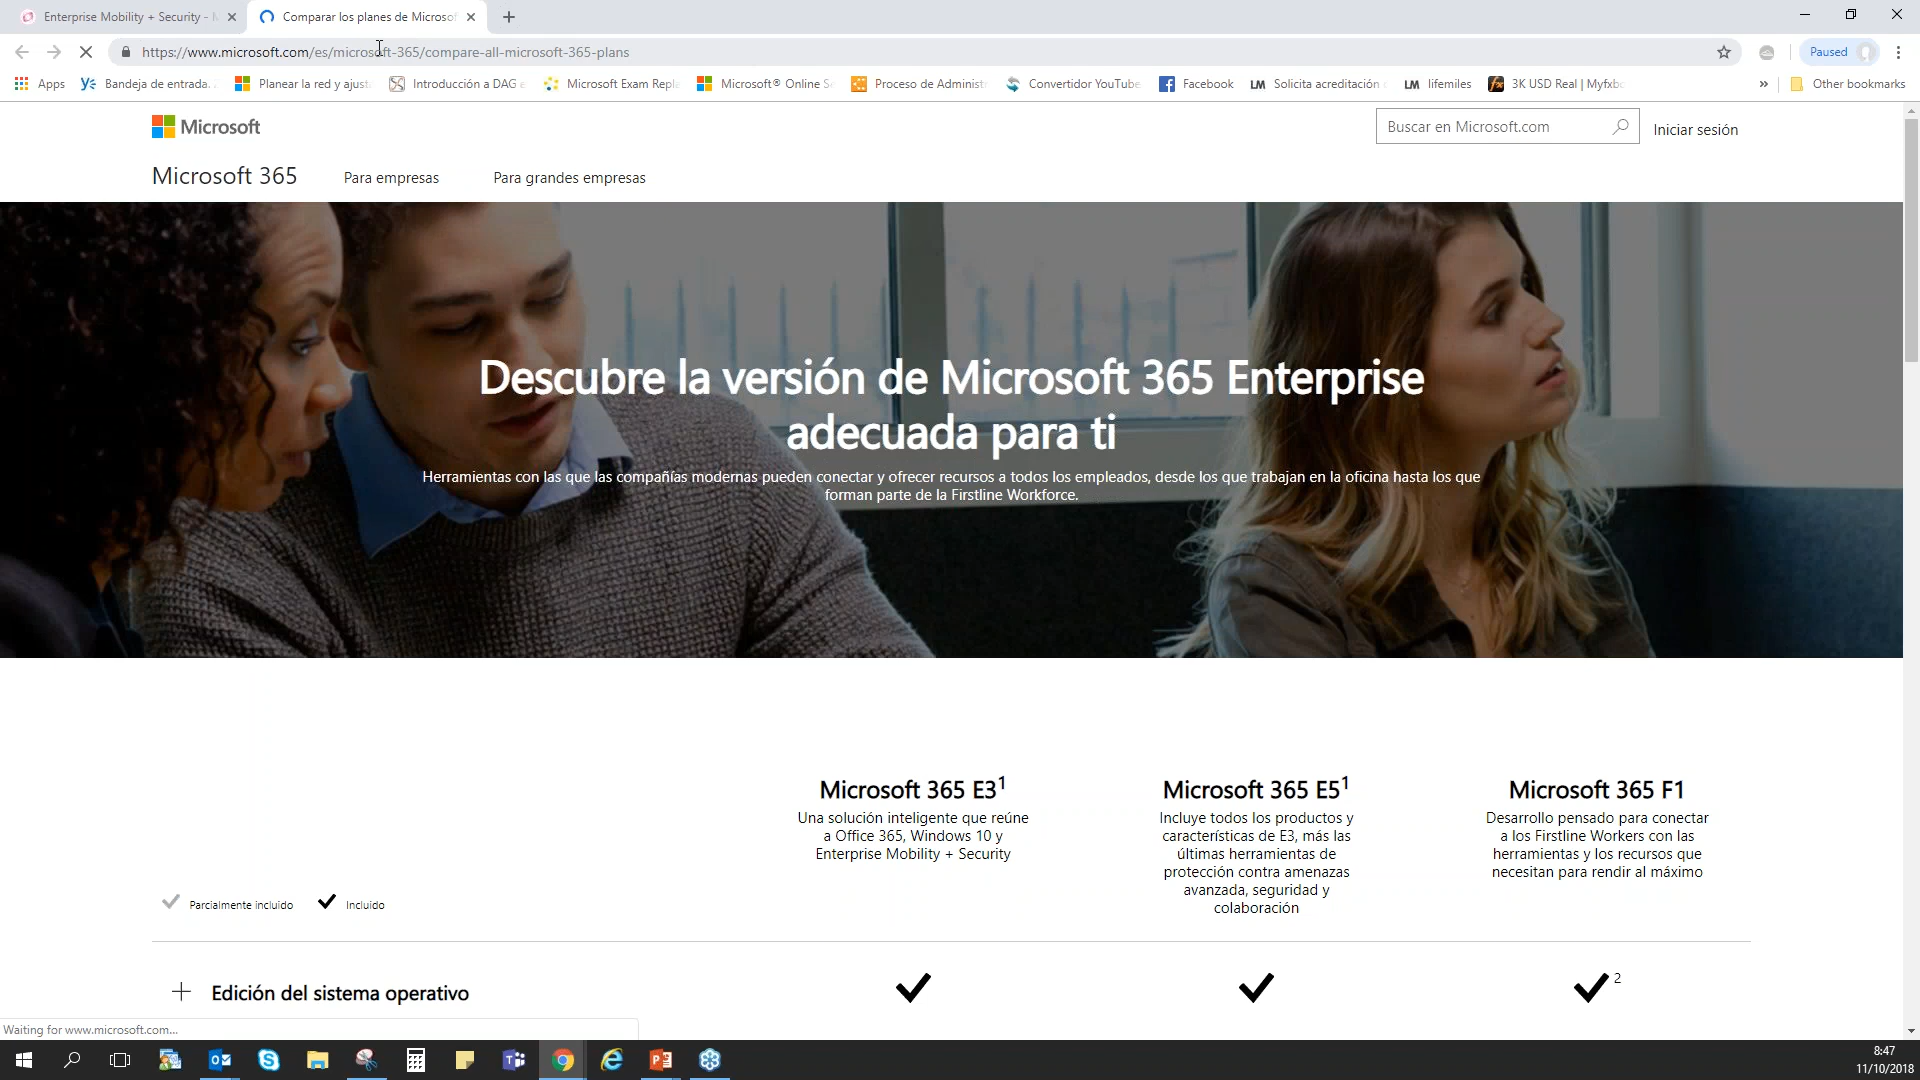 Enterprise Mobility + Security -
Comparar los planes de Microsof
https://www.microsoft.com/es/microsoft-365/compare-all-microsoft-365-plans
Paused
Apps
Bandeja de entrada.
Planear la red y ajust
Introducción a DAG e
Microsoft Exam Repl
Microsoft® Online Se
Proceso de Administr
Convertidor YouTube
Facebook
LM Solicita acreditación
LM lifemiles
fx 3K USD Real | Myfxb
»
Other bookmarks
Microsoft
Buscar en Microsoft.com
Iniciar sesión
Microsoft 365
Para empresas
Para grandes empresas
Descubre la versión de Microsoft 365 Enterprise
adecuada para ti
Herramientas con las que las compañías modernas pueden conectar y ofrecer recursos a todos los empleados, desde los que trabajan en la oficina hasta los que
forman parte de la Firstline Workforce.
Microsoft 365 E3¹
Una solución inteligente que reúne
a Office 365, Windows 10 y
Enterprise Mobility + Security
Microsoft 365 E5¹
Incluye todos los productos y
características de E3, más las
últimas herramientas de
protección contra amenazas
avanzada, seguridad y
colaboración
Microsoft 365 F1
Desarrollo pensado para conectar
a los Firstline Workers con las
herramientas y los recursos que
necesitan para rendir al máximo
Parcialmente incluido
Incluido
Edición del sistema operativo
2
Waiting for www.microsoft.com...
8:47
11/10/2018